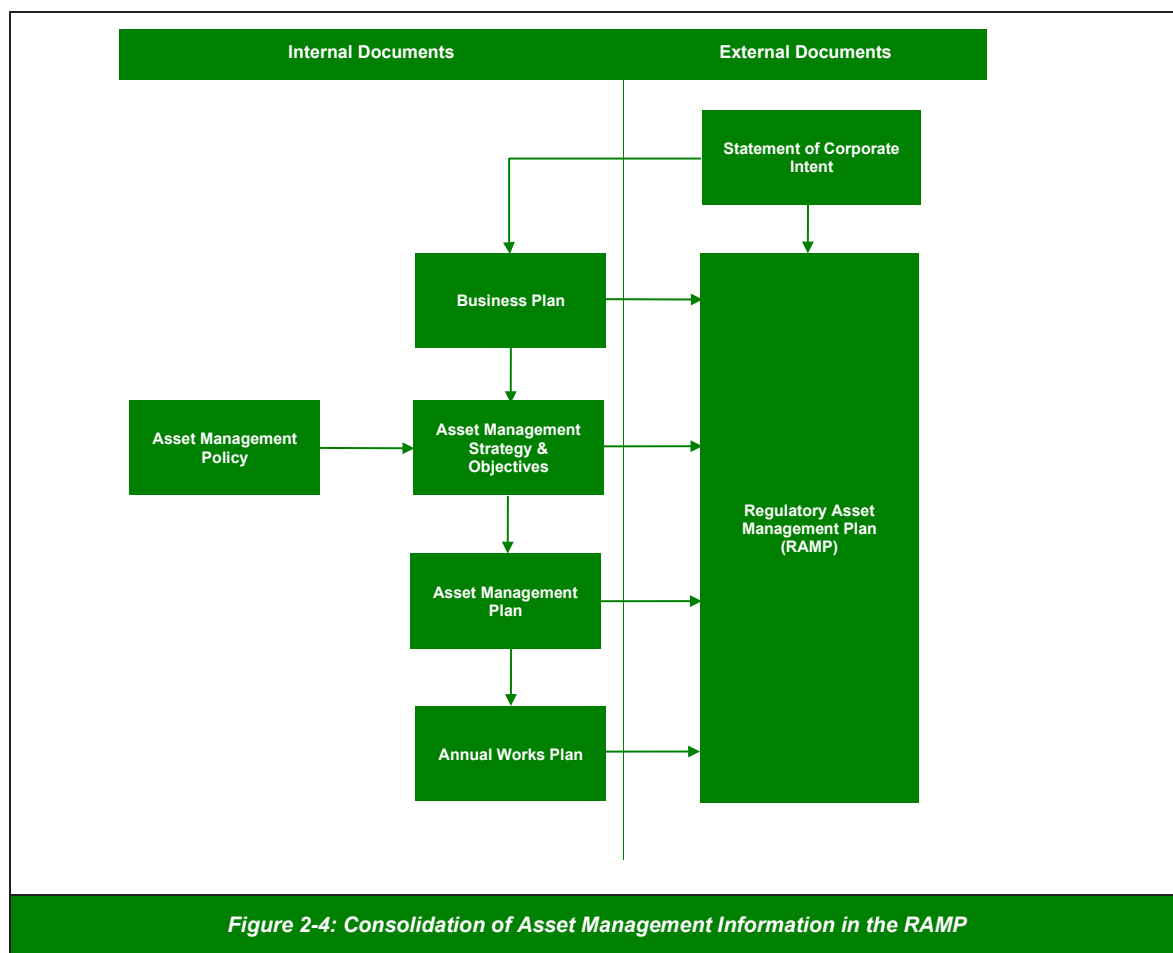 Internal Documents
External Documents
Statement of Corporate
Intent
Business Plan
Asset Management
Policy
Asset Management
Strategy &
Objectives
Regulatory Asset
Management Plan
(RAMP)
Asset Management
Plan
Annual Works Plan
Figure 2-4: Consolidation of Asset Management Information in the RAMP